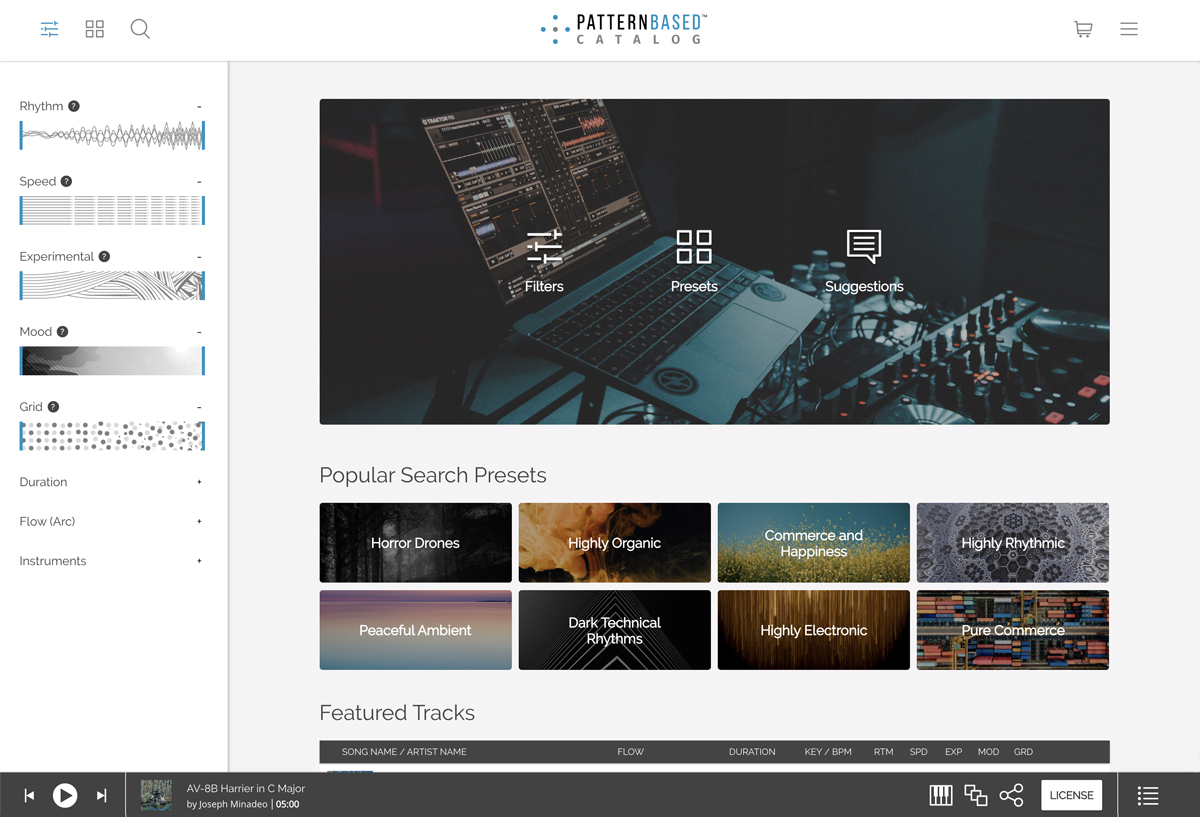 PATTERNBASED™
CATALOG
Rhythm ? -
Speed ? -
Experimental ? -
Mood ? -
Grid ? -
Duration +
Flow (Arc) +
Instruments +
TRAKTOR PRO
Filters
Presets
Suggestions
Popular Search Presets
Horror Drones
Highly Organic
Commerce and
Happiness
Highly Rhythmic
Peaceful Ambient
Dark Technical
Rhythms
Highly Electronic
Pure Commerce
Featured Tracks
SONG NAME / ARTIST NAME FLOW DURATION KEY / BPM RTM SPD EXP MOD GRD
AV-8B Harrier in C Major
by Joseph Minadeo | 05:00
LICENSE